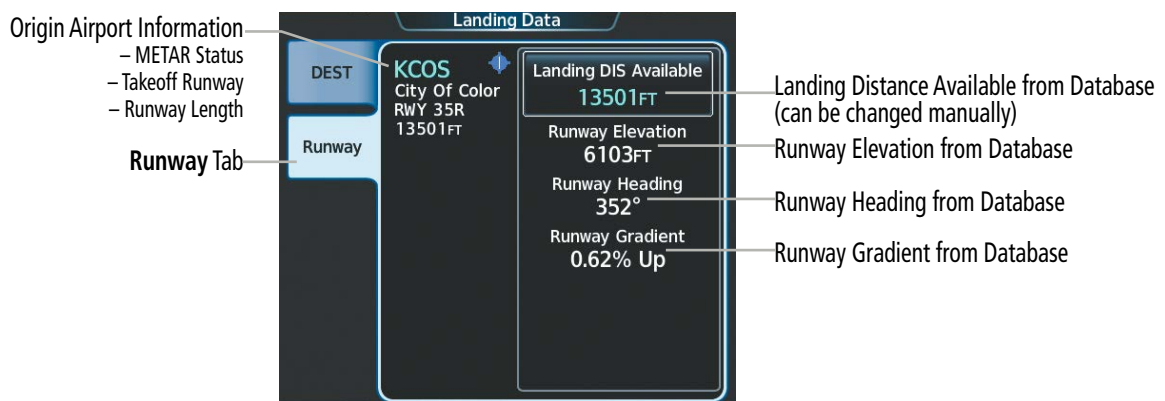 Landing Data
Origin Airport Information
– METAR Status
– Takeoff Runway
– Runway Length
Runway Tab
DEST
Runway
KCOS
City Of Color
RWY 35R
13501FT
Landing DIS Available
13501FT
Runway Elevation
6103FT
Runway Heading
352°
Runway Gradient
0.62% Up
Landing Distance Available from Database
(can be changed manually)
Runway Elevation from Database
Runway Heading from Database
Runway Gradient from Database